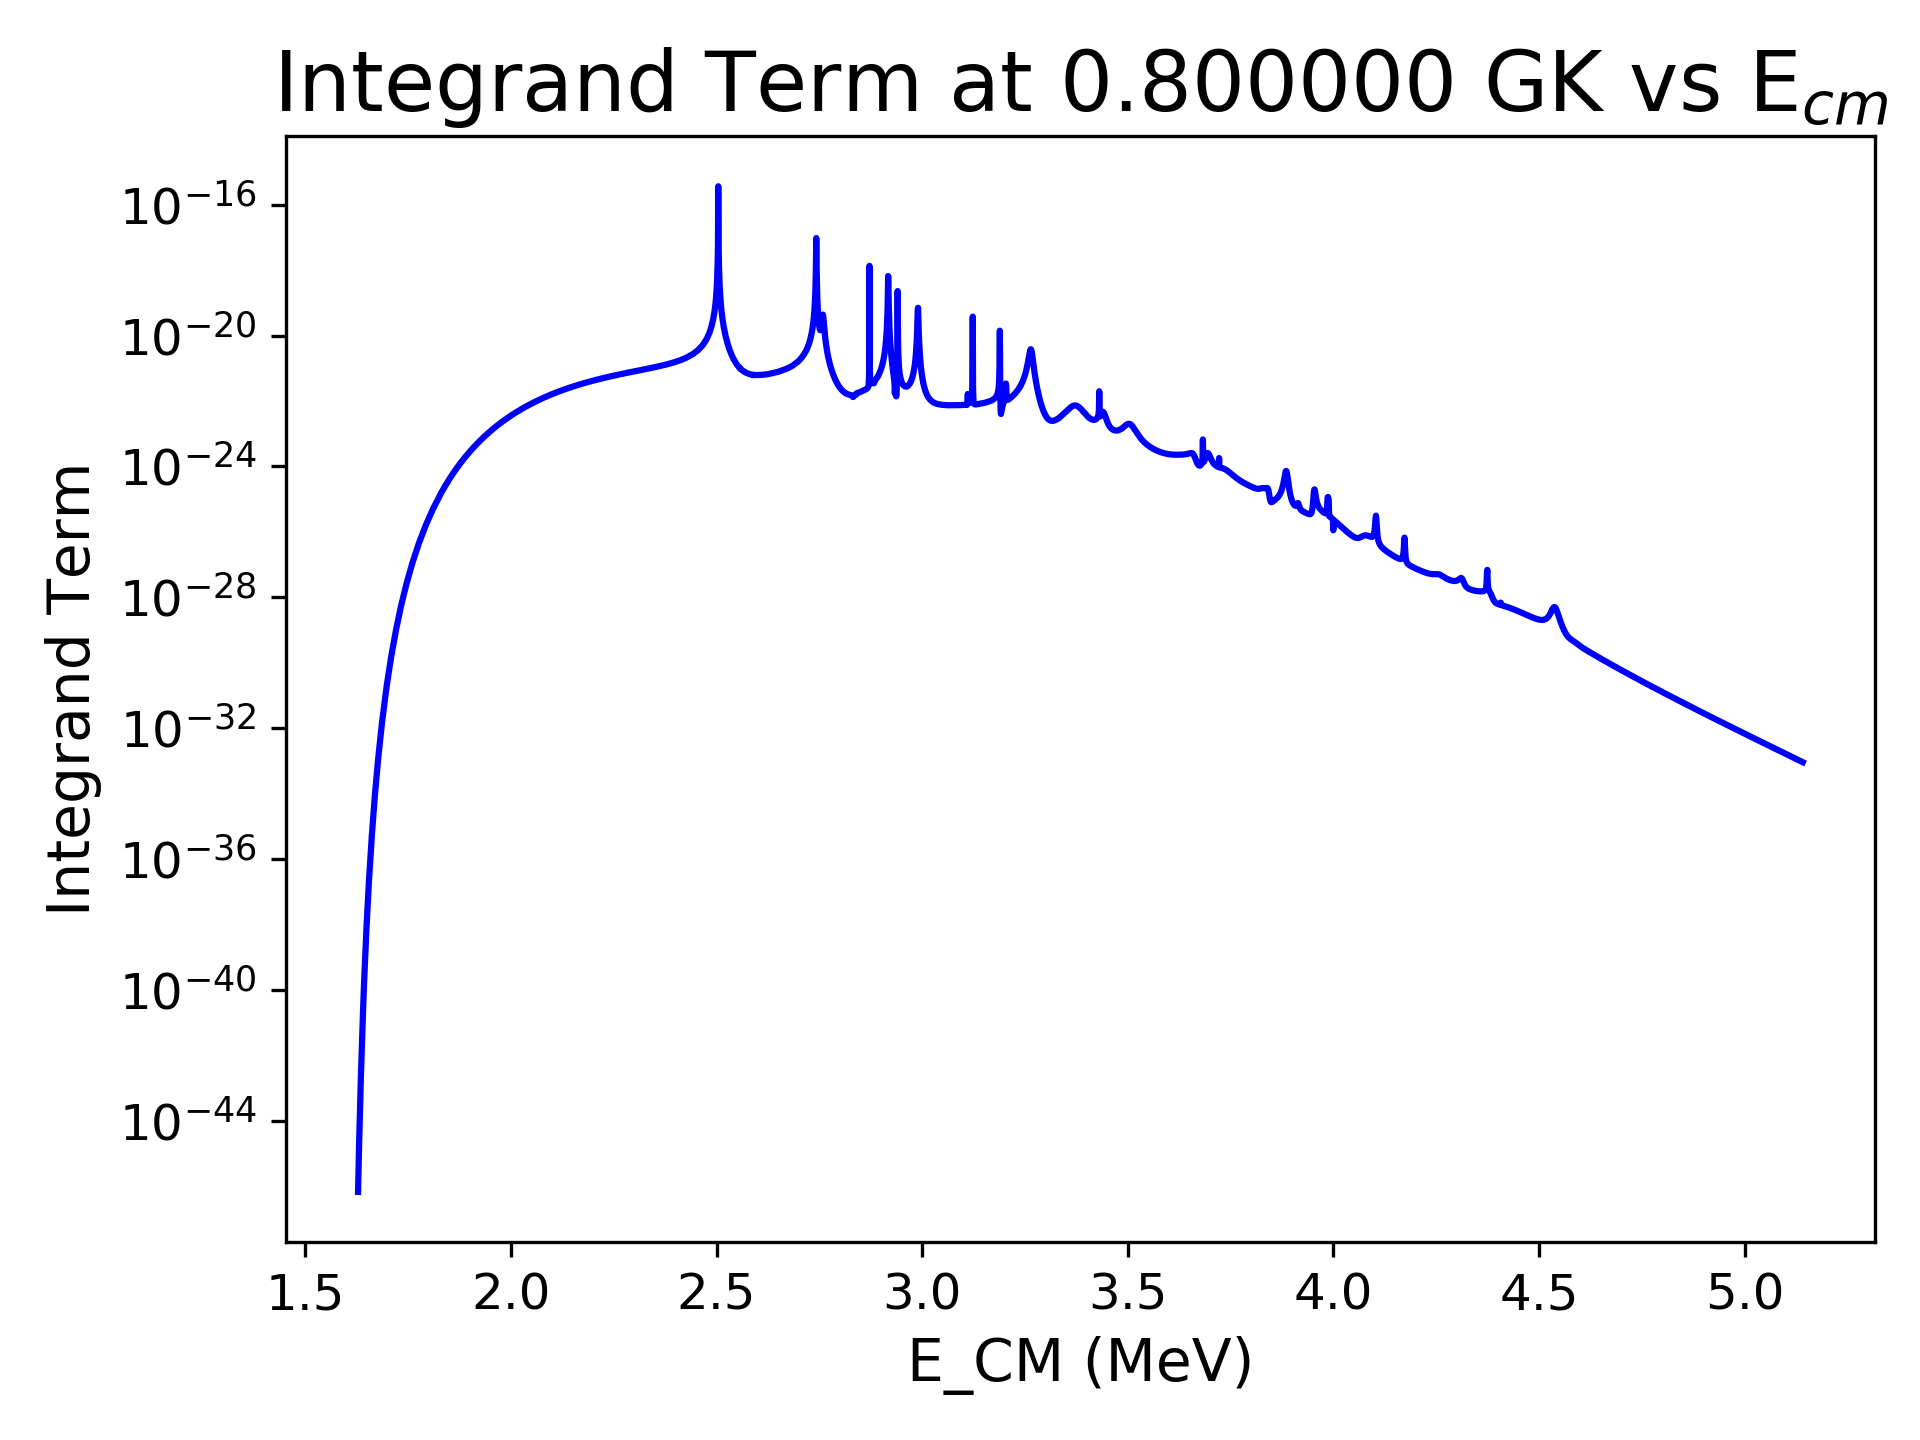 Integrand Term at 0.800000 GK vs E_{cm}
Integrand Term
10^{-16}
10^{-20}
10^{-24}
10^{-28}
10^{-32}
10^{-36}
10^{-40}
10^{-44}
1.5 2.0 2.5 3.0 3.5 4.0 4.5 5.0
E_CM (MeV)